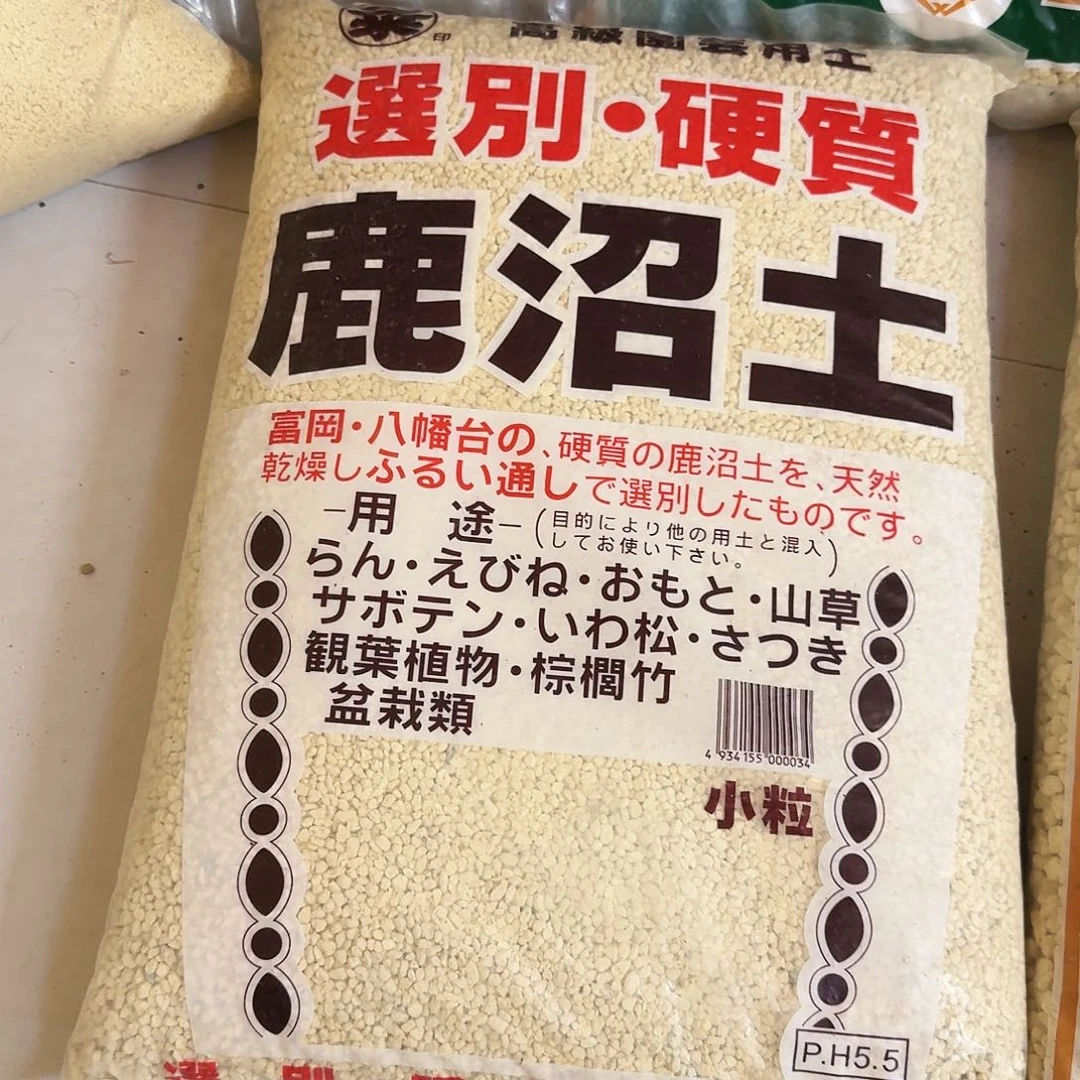 印 高級園芸用土
選別・硬質
鹿沼土
富岡・八幡台の、硬質の鹿沼土を、天然
乾燥しふるい通しで選別したものです。
−用 途−(目的により他の用土と混入
してお使い下さい。)
らん・えびね・おもと・山草
サボテン・いわ松・さつき
観葉植物・棕櫚竹
盆栽類
4 934155 000034
小粒
P.H5.5
選別